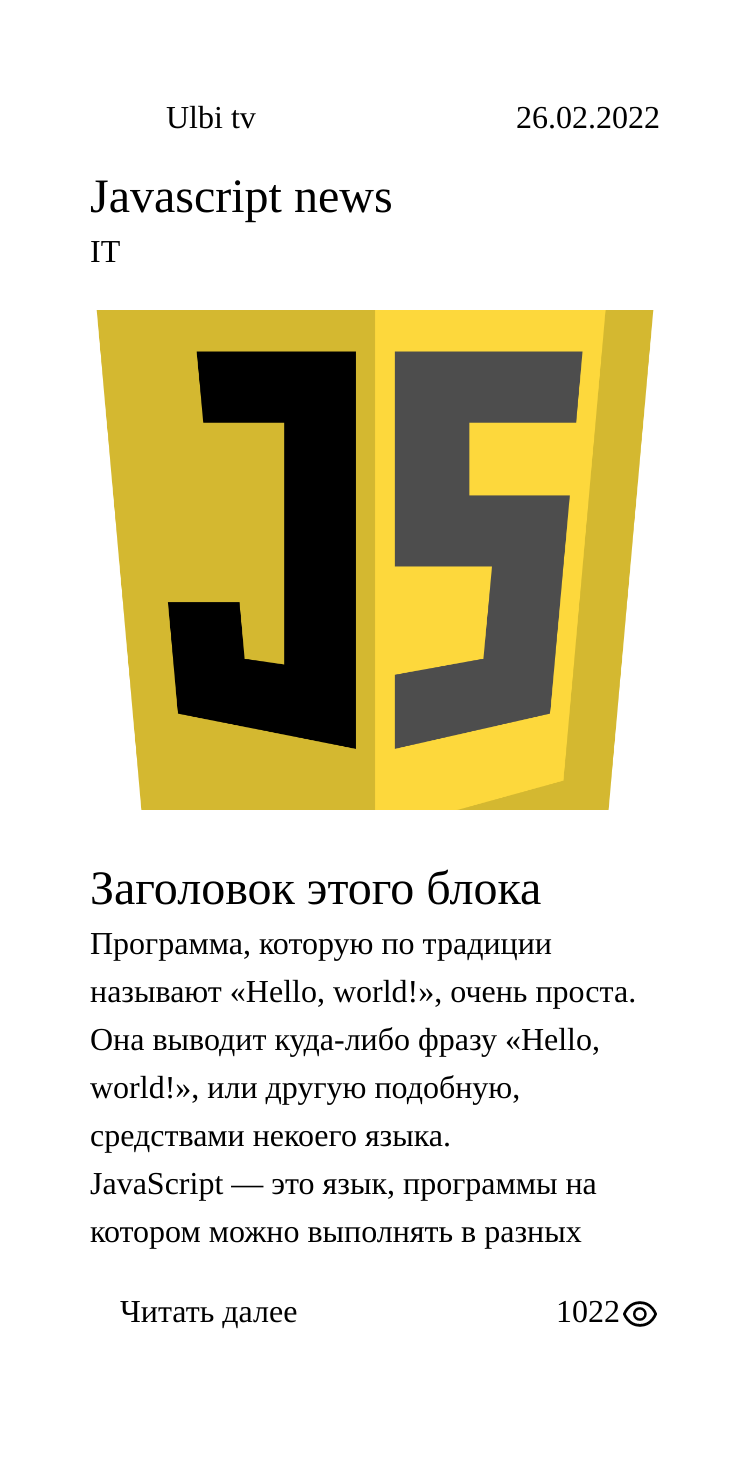 Ulbi tv 26.02.2022
Javascript news
IT
JS
Заголовок этого блока
Программа, которую по традиции
называют «Hello, world!», очень проста.
Она выводит куда-либо фразу «Hello,
world!», или другую подобную,
средствами некоего языка.
JavaScript — это язык, программы на
котором можно выполнять в разных
Читать далее 1022